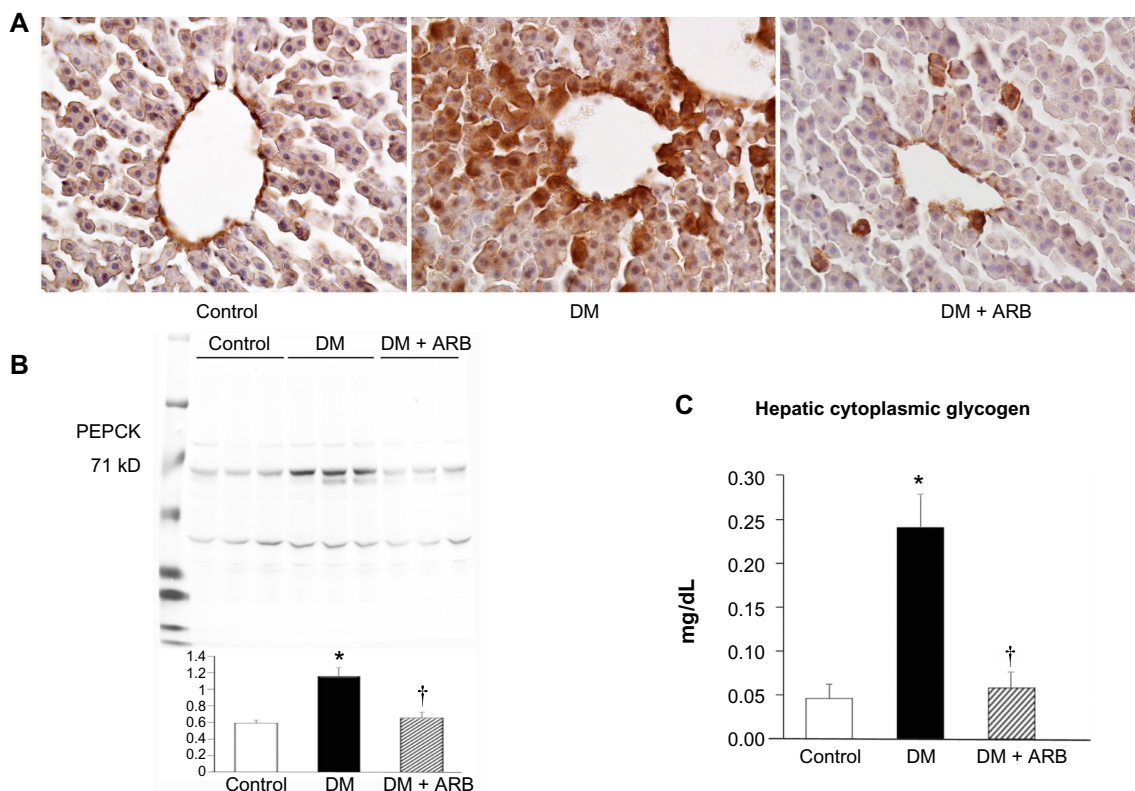 A
Control DM DM + ARB
B
Control DM DM + ARB
PEPCK
71 kD
1.4
1.2
1
0.8
0.6
0.4
0.2
0
*
†
Control DM DM + ARB
C
Hepatic cytoplasmic glycogen
mg/dL
0.30
0.25
0.20
0.15
0.10
0.05
0.00
*
†
Control DM DM + ARB